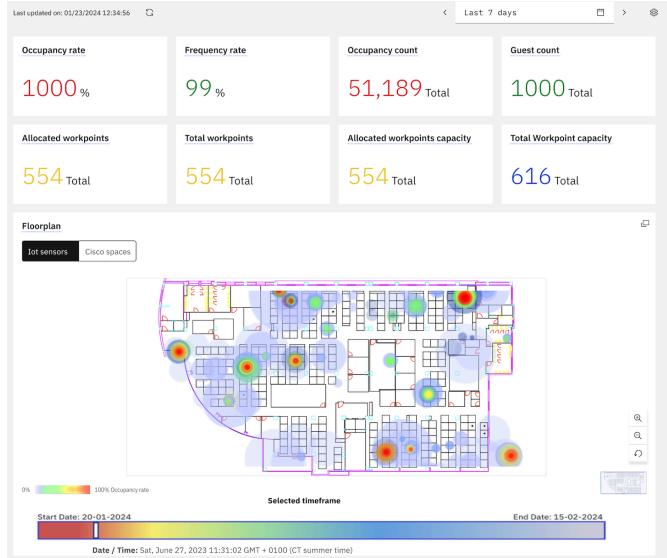 Last updated on: 01/23/2024 12:34:56
Last 7 days
Occupancy rate
Frequency rate
Occupancy count
Guest count
1000 %
99 %
51,189 Total
1000 Total
Allocated workpoints
Total workpoints
Allocated workpoints capacity
Total Workpoint capacity
554 Total
554 Total
554 Total
616 Total
Floorplan
Iot sensors
Cisco spaces
0%
100% Occupancy rate
Selected timeframe
Start Date: 20-01-2024
End Date: 15-02-2024
Date / Time: Sat, June 27, 2023 11:31:02 GMT + 0100 (CT summer time)